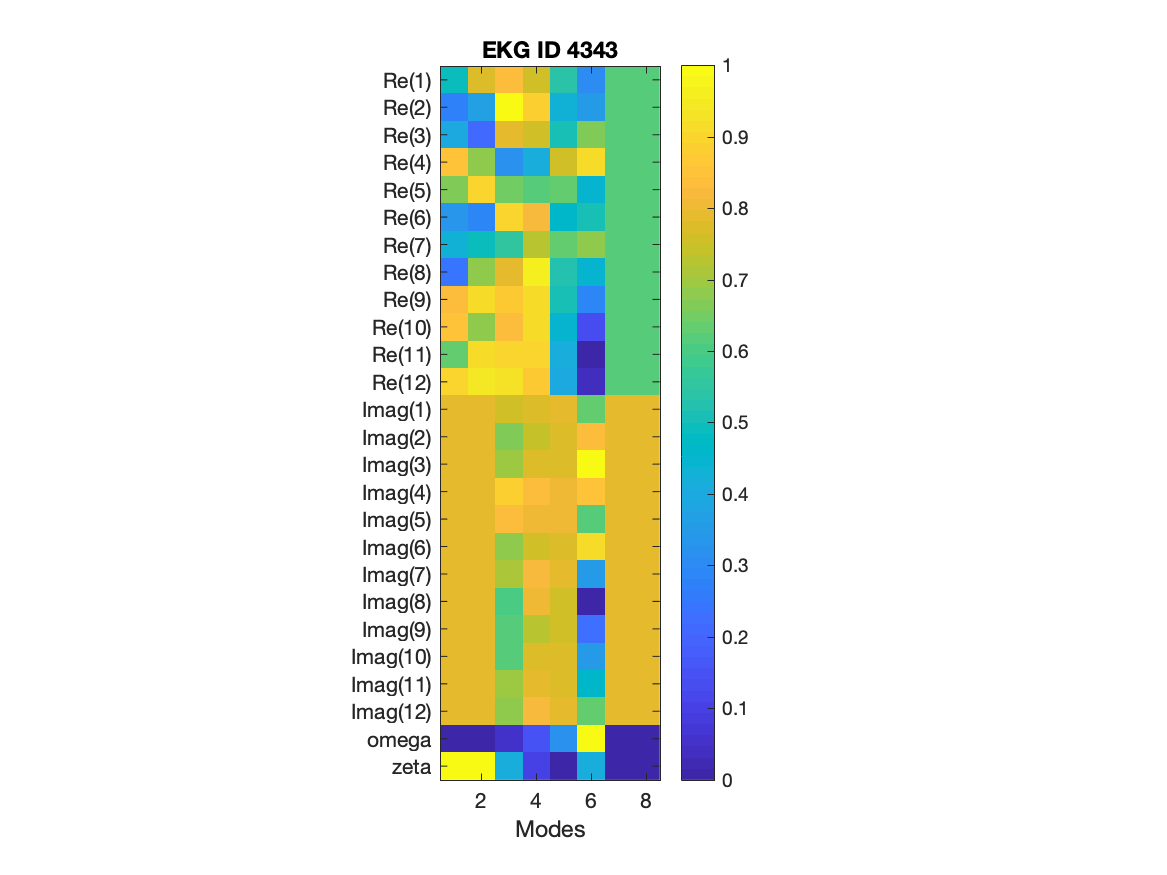 EKG ID 4343
Re(1)
Re(2)
Re(3)
Re(4)
Re(5)
Re(6)
Re(7)
Re(8)
Re(9)
Re(10)
Re(11)
Re(12)
Imag(1)
Imag(2)
Imag(3)
Imag(4)
Imag(5)
Imag(6)
Imag(7)
Imag(8)
Imag(9)
Imag(10)
Imag(11)
Imag(12)
omega
zeta
2 4 6 8
Modes
1
0.9
0.8
0.7
0.6
0.5
0.4
0.3
0.2
0.1
0